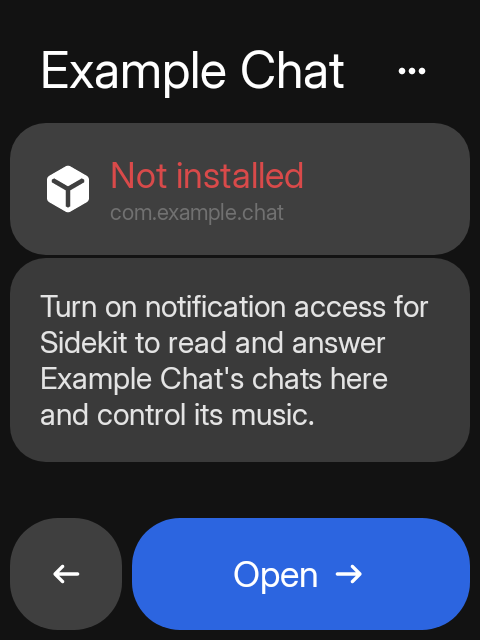 Example Chat
Not installed
com.example.chat
Turn on notification access for
Sidekit to read and answer
Example Chat's chats here
and control its music.
Open